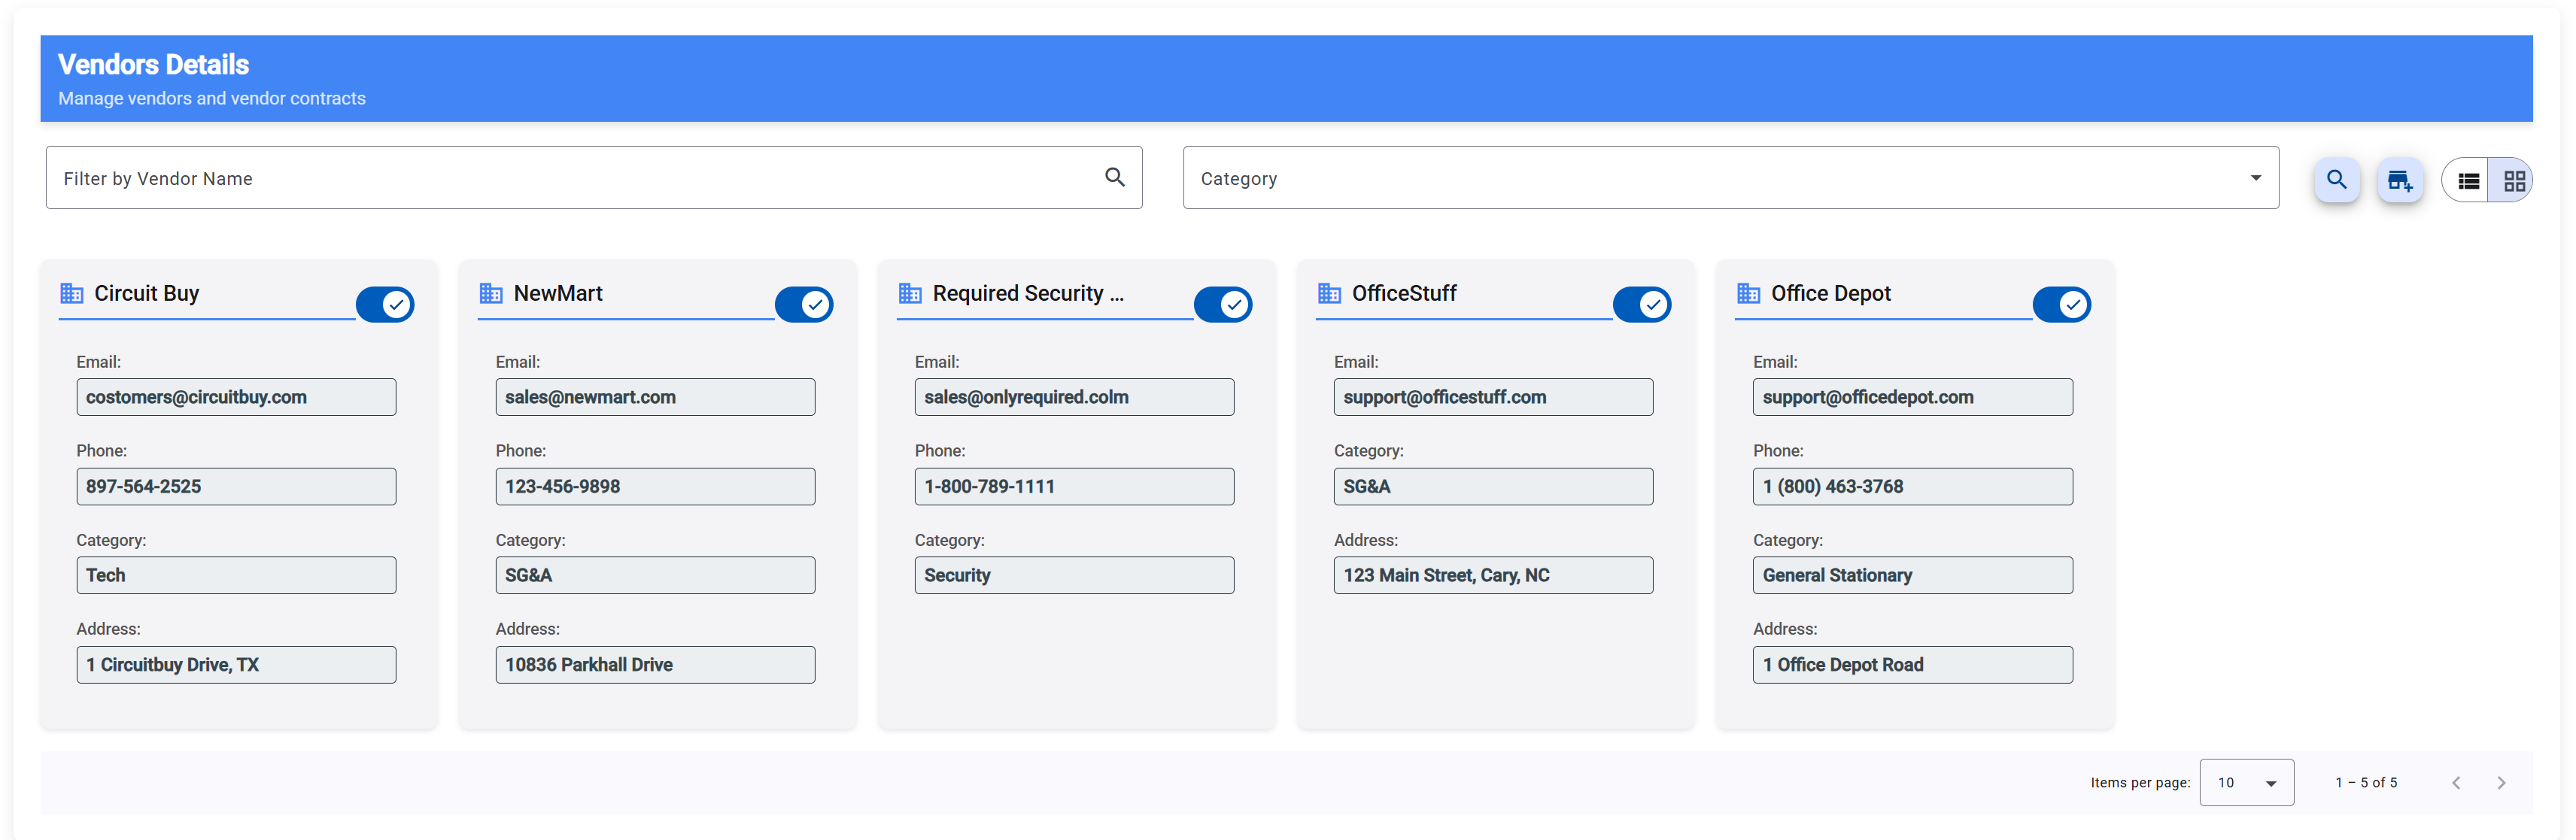 Vendors Details
Manage vendors and vendor contracts
Filter by Vendor Name
Category
Circuit Buy
Email:
costomers@circuitbuy.com
Phone:
897-564-2525
Category:
Tech
Address:
1 Circuitbuy Drive, TX
NewMart
Email:
sales@newmart.com
Phone:
123-456-9898
Category:
SG&A
Address:
10836 Parkhall Drive
Required Security ...
Email:
sales@onlyrequired.colm
Phone:
1-800-789-1111
Category:
Security
OfficeStuff
Email:
support@officestuff.com
Category:
SG&A
Address:
123 Main Street, Cary, NC
Office Depot
Email:
support@officedepot.com
Phone:
1 (800) 463-3768
Category:
General Stationary
Address:
1 Office Depot Road
Items per page: 10 1 – 5 of 5